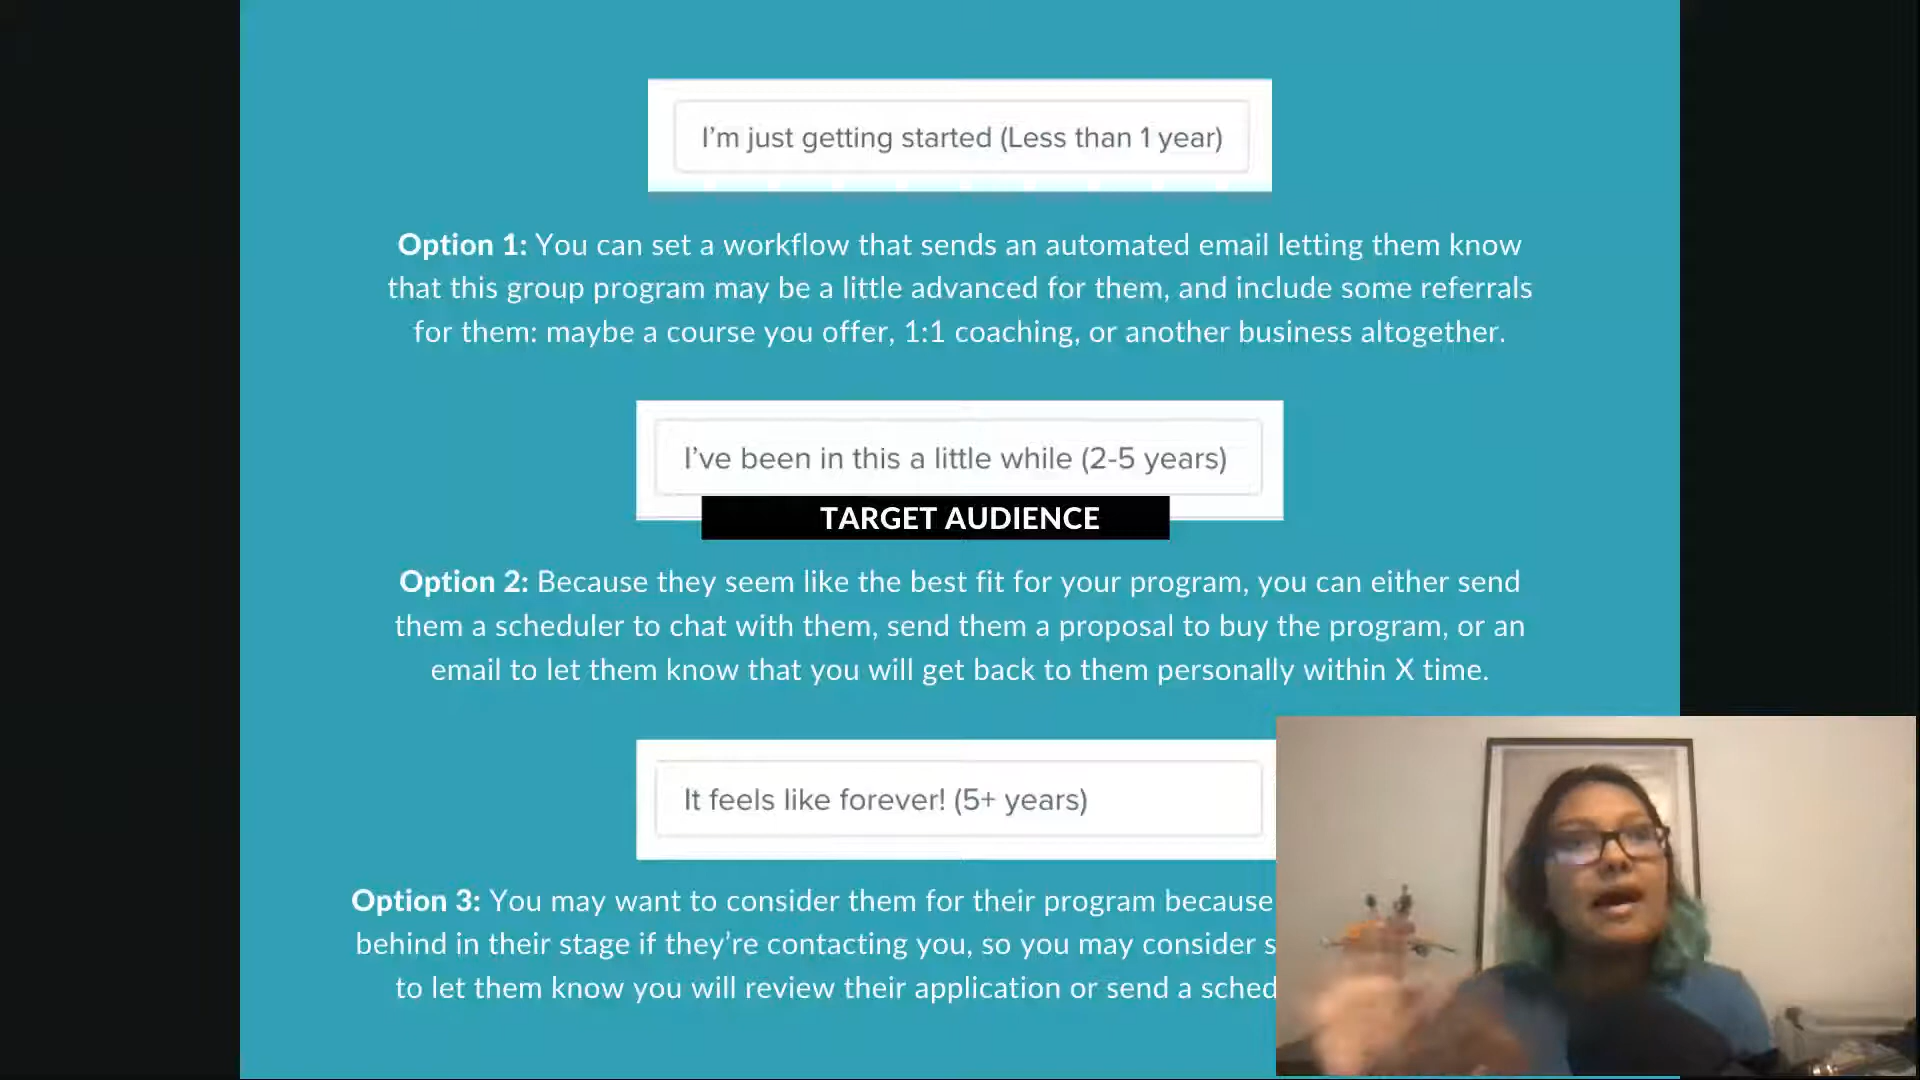 I'm just getting started (Less than 1 year)
Option 1: You can set a workflow that sends an automated email letting them know
that this group program may be a little advanced for them, and include some referrals
for them: maybe a course you offer, 1:1 coaching, or another business altogether.
I've been in this a little while (2-5 years)
TARGET AUDIENCE
Option 2: Because they seem like the best fit for your program, you can either send
them a scheduler to chat with them, send them a proposal to buy the program, or an
email to let them know that you will get back to them personally within X time.
It feels like forever! (5+ years)
Option 3: You may want to consider them for their program because
behind in their stage if they're contacting you, so you may consider s
to let them know you will review their application or send a sched